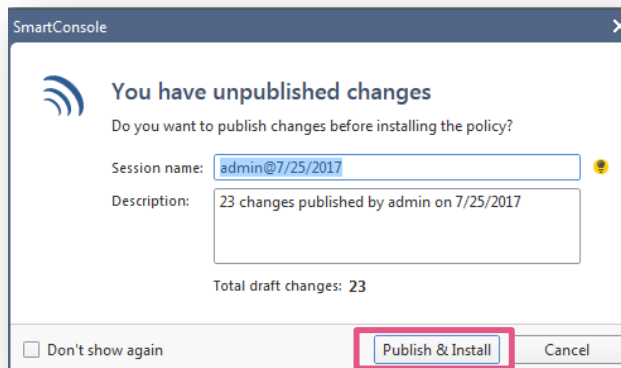 SmartConsole
You have unpublished changes
Do you want to publish changes before installing the policy?
Session name: admin@7/25/2017
Description: 23 changes published by admin on 7/25/2017
Total draft changes: 23
Don't show again Publish & Install Cancel